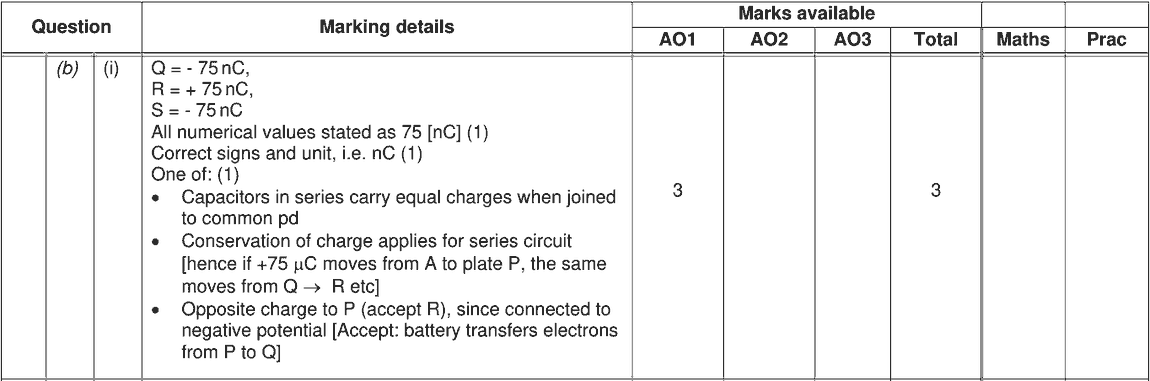 Question Marking details Marks available
AO1 AO2 AO3 Total Maths Prac
(b) (i) Q = - 75 nC,
R = + 75 nC,
S = - 75 nC
All numerical values stated as 75 [nC] (1)
Correct signs and unit, i.e. nC (1)
One of: (1)
• Capacitors in series carry equal charges when joined
to common pd
3 3
• Conservation of charge applies for series circuit
[hence if +75 μC moves from A to plate P, the same
moves from Q → R etc]
• Opposite charge to P (accept R), since connected to
negative potential [Accept: battery transfers electrons
from P to Q]